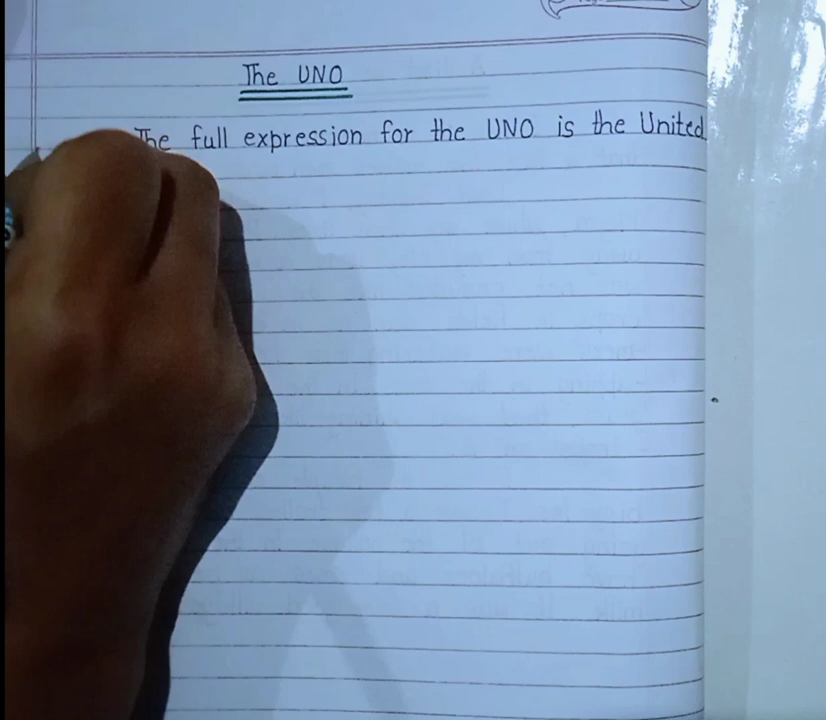 The UNO
The full expression for the UNO is the United